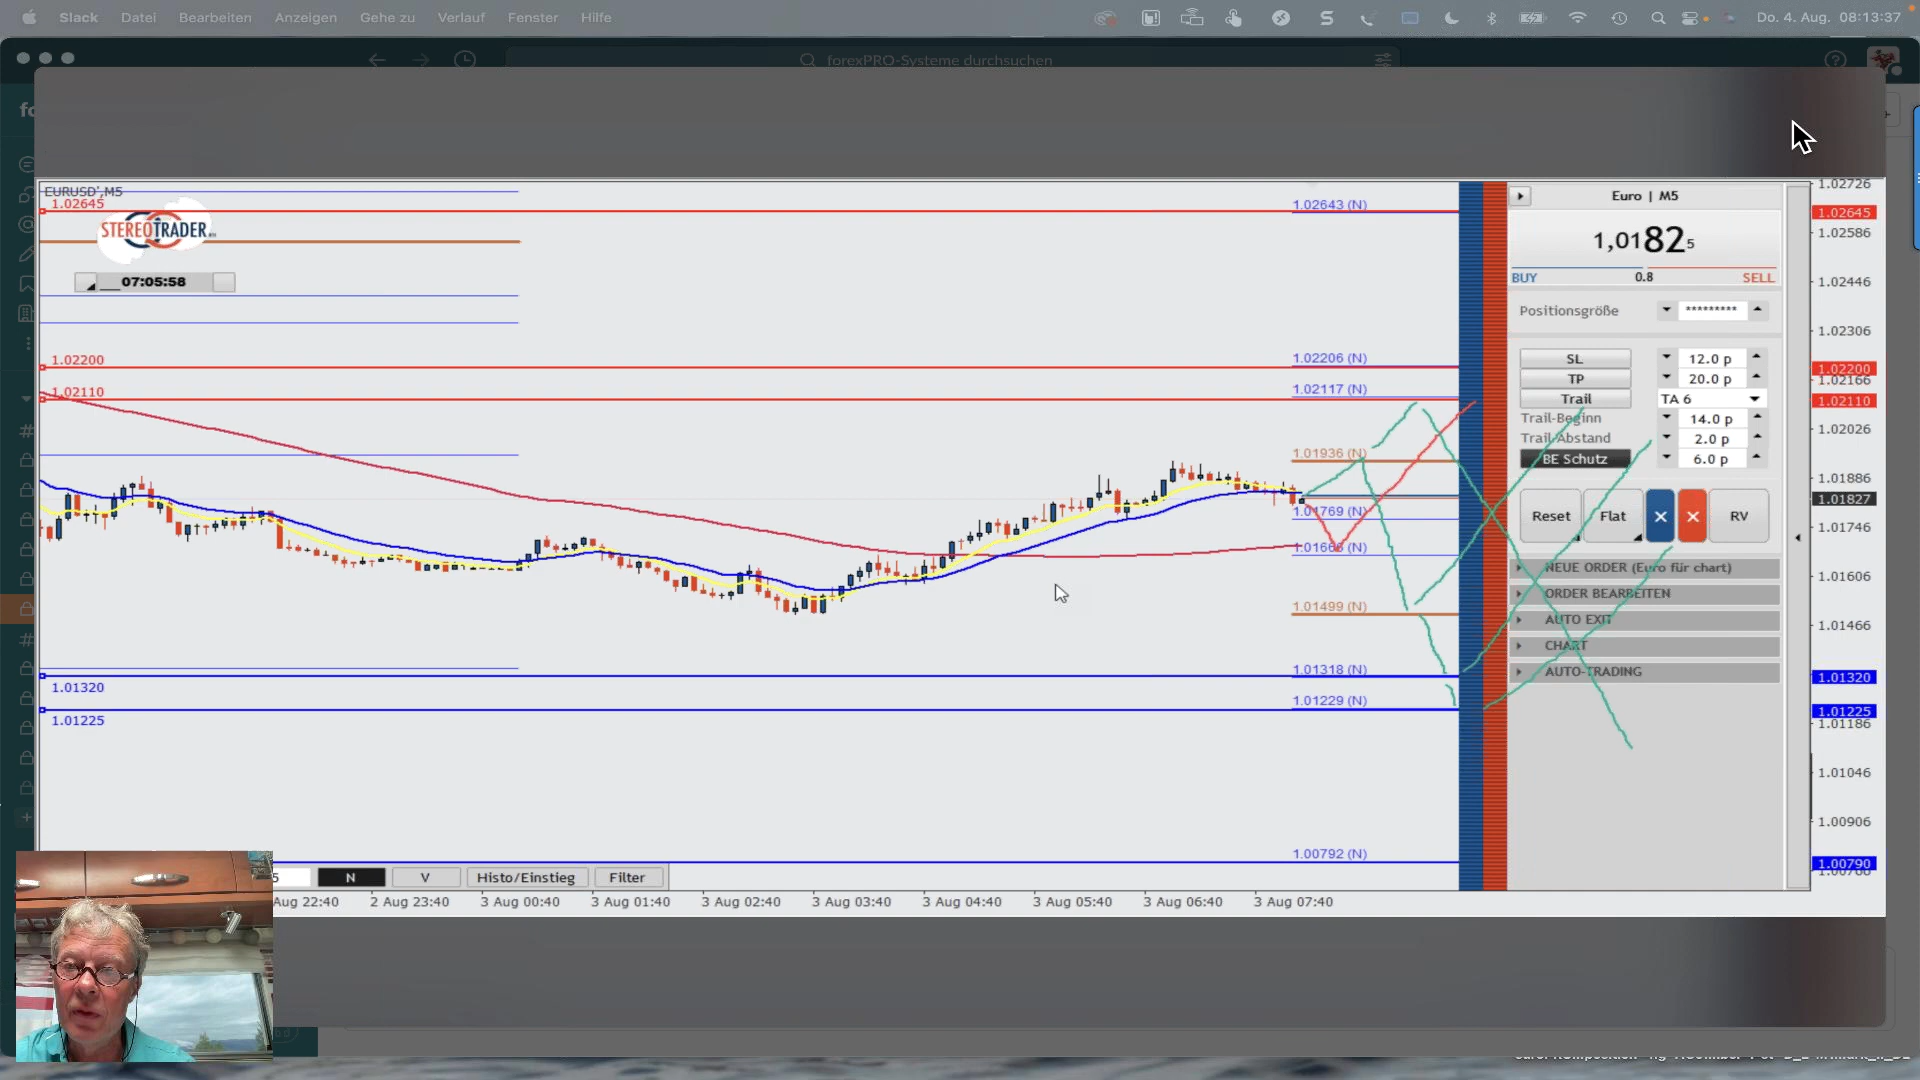 Slack Datei Bearbeiten Anzeigen Gehe zu Verlauf Fenster Hilfe
Do. 4. Aug. 08:13:37
forexPRO-Systeme durchsuchen
EURUSD',M5
1.02645
STEREOTRADER
07:05:58
1.02200
1.02110
1.01320
1.01225
1.02643 (N)
1.02206 (N)
1.02117 (N)
1.01936 (N)
1.01769 (N)
1.01499 (N)
1.01318 (N)
1.01229 (N)
1.00792 (N)
Euro | M5
1,01825
BUY 0.8 SELL
Positionsgröße *********
SL 12.0 p
TP 20.0 p
Trail TA 6
Trail-Beginn 14.0 p
Trail-Abstand 2.0 p
BE Schutz 6.0 p
Reset Flat RV
NEUE ORDER (Euro für chart)
ORDER BEARBEITEN
AUTO EXIT
CHART
AUTO-TRADING
1.02726
1.02645
1.02586
1.02446
1.02306
1.02200
1.02166
1.02110
1.02026
1.01886
1.01827
1.01746
1.01606
1.01466
1.01320
1.01225
1.01186
1.01046
1.00906
1.00790
N V Histo/Einstieg Filter
Aug 22:40 2 Aug 23:40 3 Aug 00:40 3 Aug 01:40 3 Aug 02:40 3 Aug 03:40 3 Aug 04:40 3 Aug 05:40 3 Aug 06:40 3 Aug 07:40